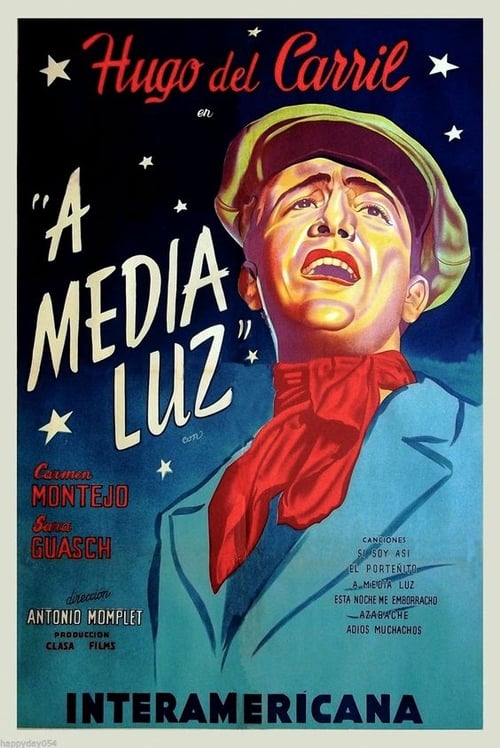 Hugo del Carril
en
"A
MEDIA
LUZ"
con
Carmen
MONTEJO
Sara
GUASCH
dirección
ANTONIO MOMPLET
PRODUCCION
CLASA FILMS
CANCIONES
SI SOY ASI
EL PORTEÑITO
A MEDIA LUZ
ESTA NOCHE ME EMBORRACHO
AZABACHE
ADIOS MUCHACHOS
INTERAMERICANA
happyday054